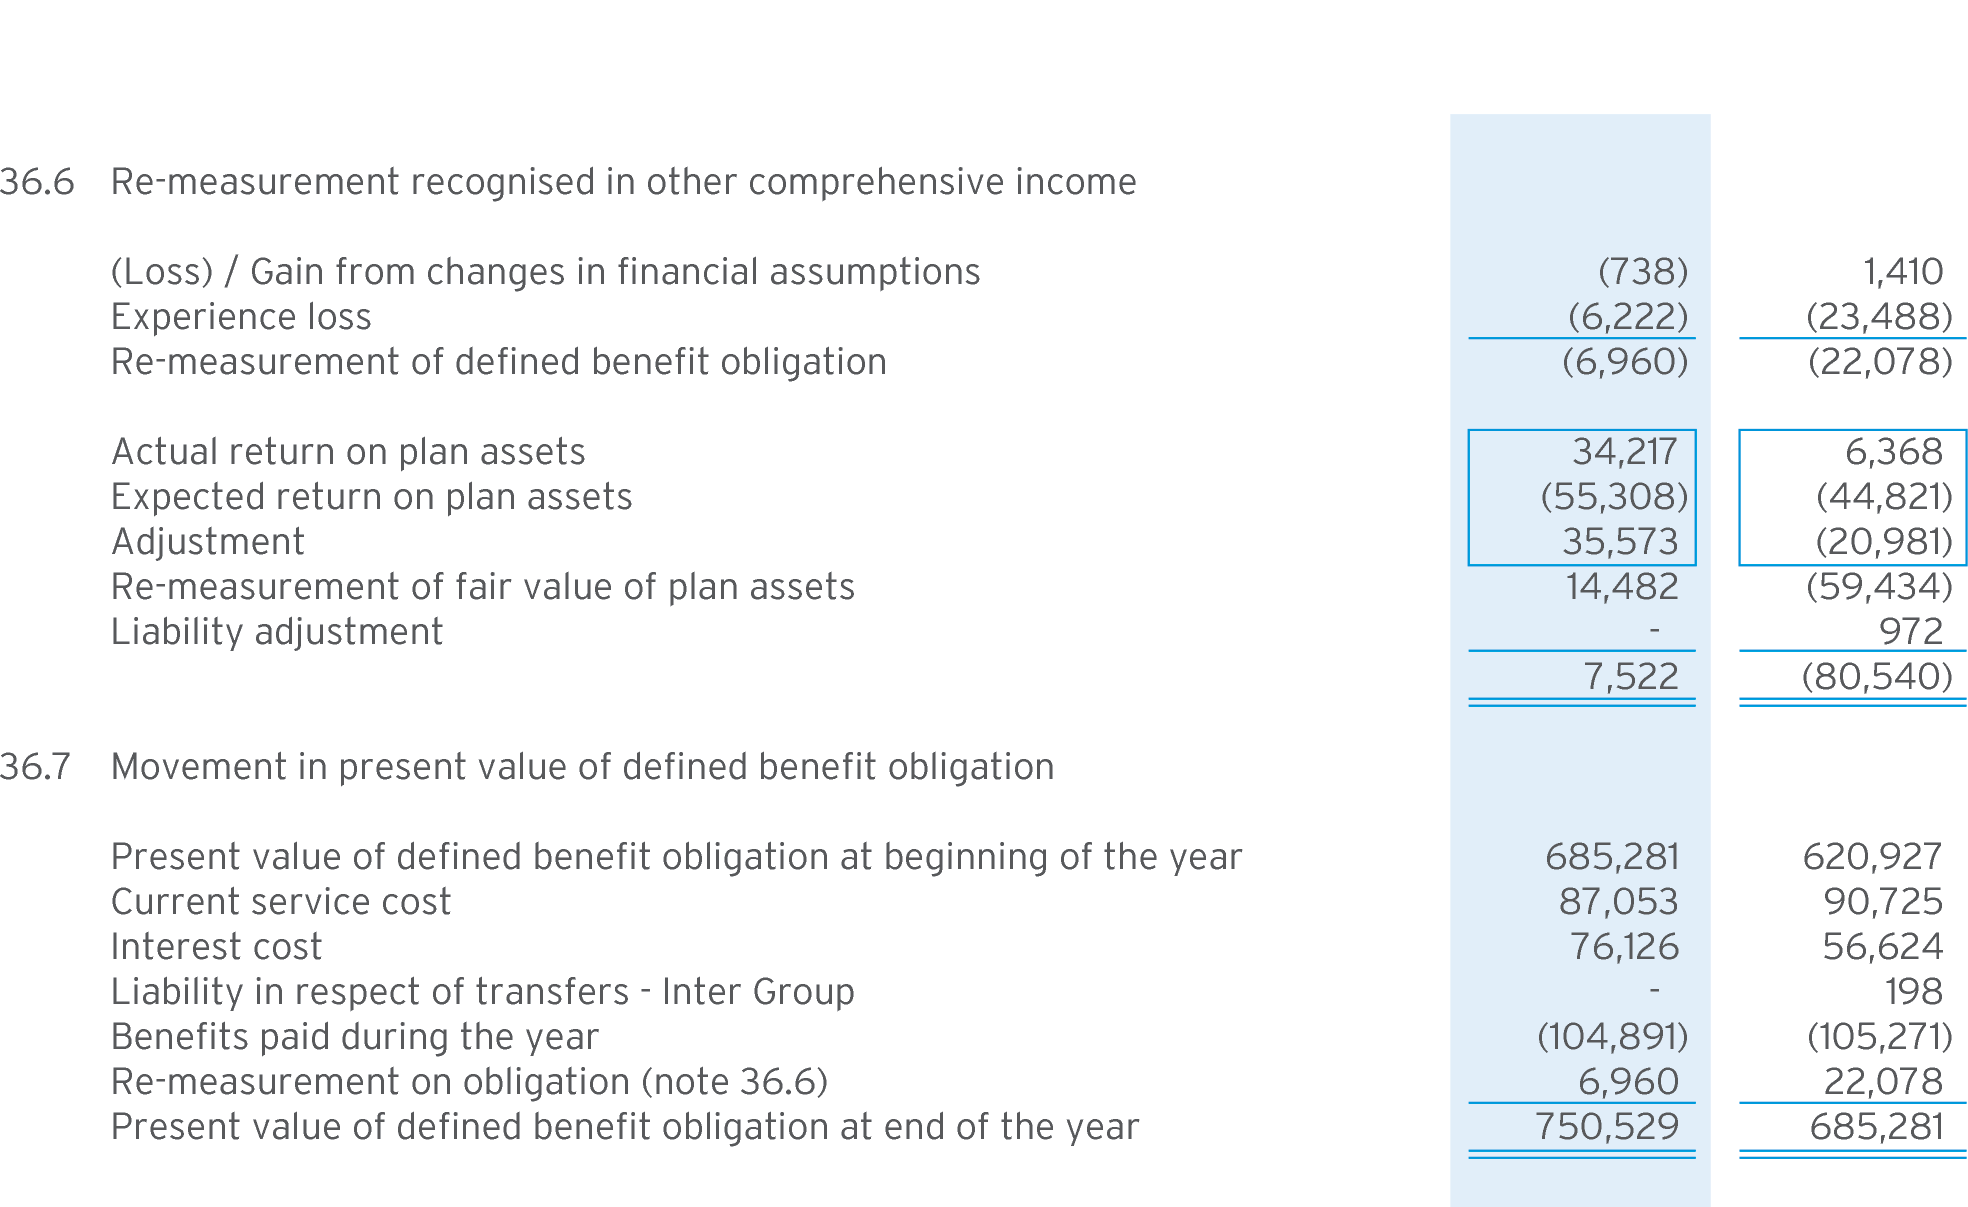 36.6 Re-measurement recognised in other comprehensive income
(Loss) / Gain from changes in financial assumptions (738) 1,410
Experience loss (6,222) (23,488)
Re-measurement of defined benefit obligation (6,960) (22,078)
Actual return on plan assets 34,217 6,368
Expected return on plan assets (55,308) (44,821)
Adjustment 35,573 (20,981)
Re-measurement of fair value of plan assets 14,482 (59,434)
Liability adjustment - 972
7,522 (80,540)
36.7 Movement in present value of defined benefit obligation
Present value of defined benefit obligation at beginning of the year 685,281 620,927
Current service cost 87,053 90,725
Interest cost 76,126 56,624
Liability in respect of transfers - Inter Group - 198
Benefits paid during the year (104,891) (105,271)
Re-measurement on obligation (note 36.6) 6,960 22,078
Present value of defined benefit obligation at end of the year 750,529 685,281